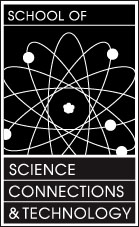 SCHOOL OF
SCIENCE
CONNECTIONS
& TECHNOLOGY